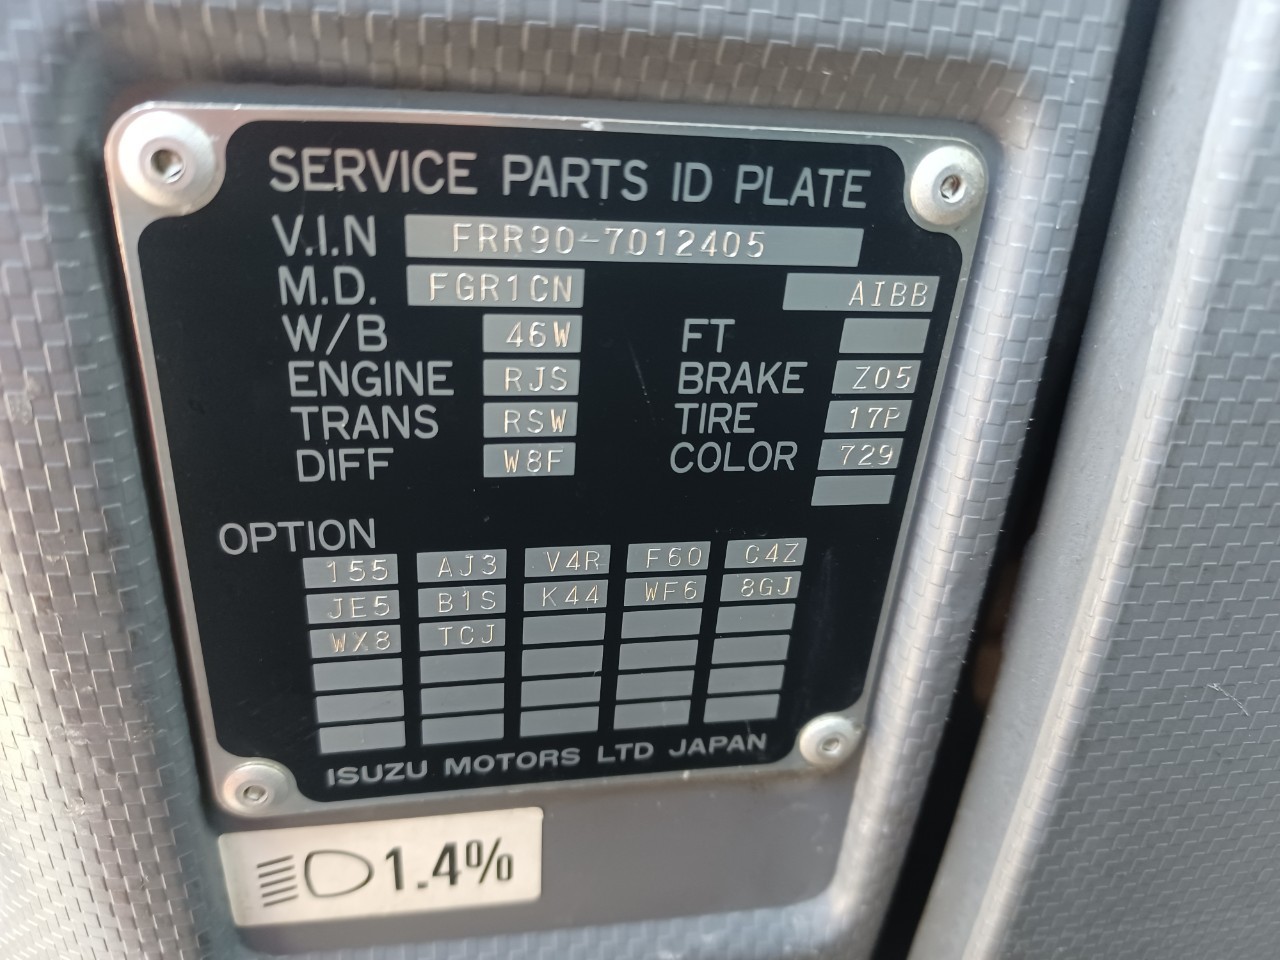 SERVICE PARTS ID PLATE
V.I.N FRR90-7012405
M.D. FGR1CN AIBB
W/B 46W FT
ENGINE RJS BRAKE Z05
TRANS RSW TIRE 17P
DIFF W8F COLOR 729
OPTION
155 AJ3 V4R F60 C4Z
JE5 B1S K44 WF6 8GJ
WX8 TCJ
ISUZU MOTORS LTD JAPAN
1.4%